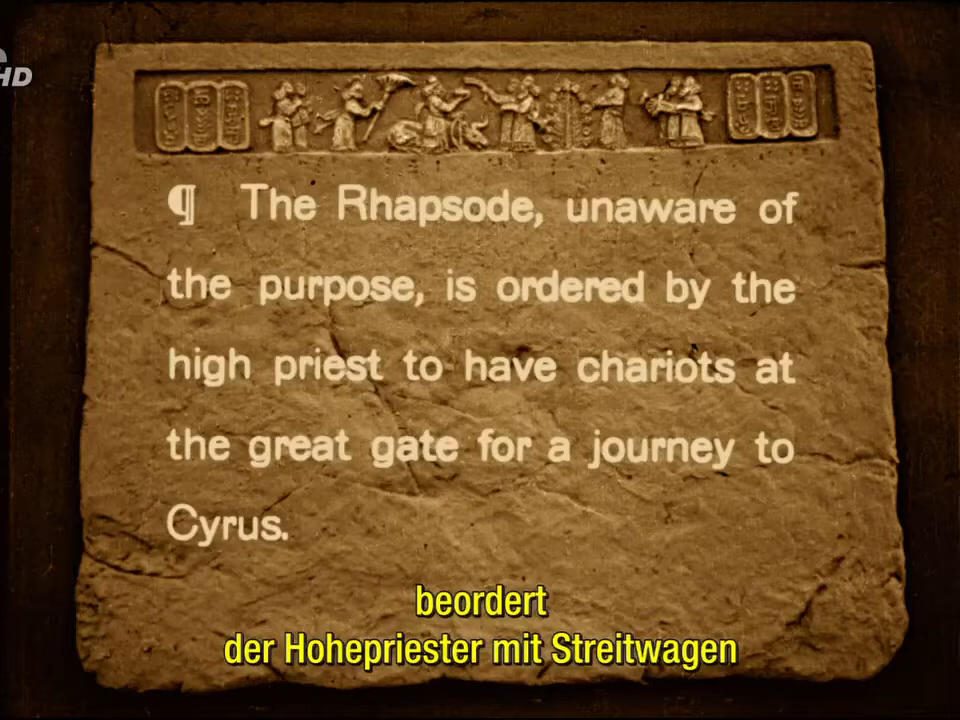 HD
¶ The Rhapsode, unaware of
the purpose, is ordered by the
high priest to have chariots at
the great gate for a journey to
Cyrus.
beordert
der Hohepriester mit Streitwagen